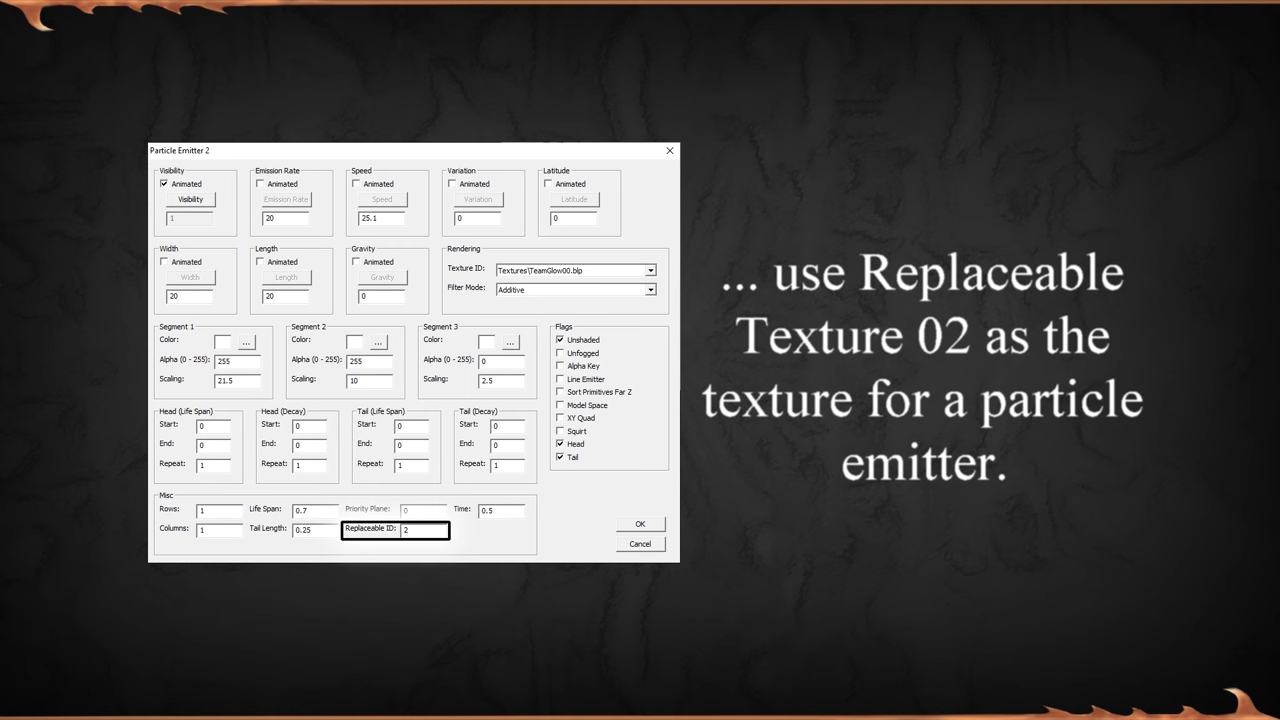 Particle Emitter 2
Visibility
Animated
Visibility
1
Emission Rate
Animated
Emission Rate
20
Speed
Animated
Speed
25.1
Variation
Animated
Variation
0
Latitude
Animated
Latitude
0
Width
Animated
Width
20
Length
Animated
Length
20
Gravity
Animated
Gravity
0
Rendering
Texture ID: Textures\TeamGlow00.blp
Filter Mode: Additive
Segment 1
Color: ...
Alpha (0 - 255): 255
Scaling: 21.5
Segment 2
Color: ...
Alpha (0 - 255): 255
Scaling: 10
Segment 3
Color: ...
Alpha (0 - 255): 0
Scaling: 2.5
Flags
Unshaded
Unfogged
Alpha Key
Line Emitter
Sort Primitives Far Z
Model Space
XY Quad
Squirt
Head
Tail
Head (Life Span)
Start: 0
End: 0
Repeat: 1
Head (Decay)
Start: 0
End: 0
Repeat: 1
Tail (Life Span)
Start: 0
End: 0
Repeat: 1
Tail (Decay)
Start: 0
End: 0
Repeat: 1
Misc
Rows: 1 Life Span: 0.7 Priority Plane: 0 Time: 0.5
Columns: 1 Tail Length: 0.25 Replaceable ID: 2
OK
Cancel
... use Replaceable
Texture 02 as the
texture for a particle
emitter.